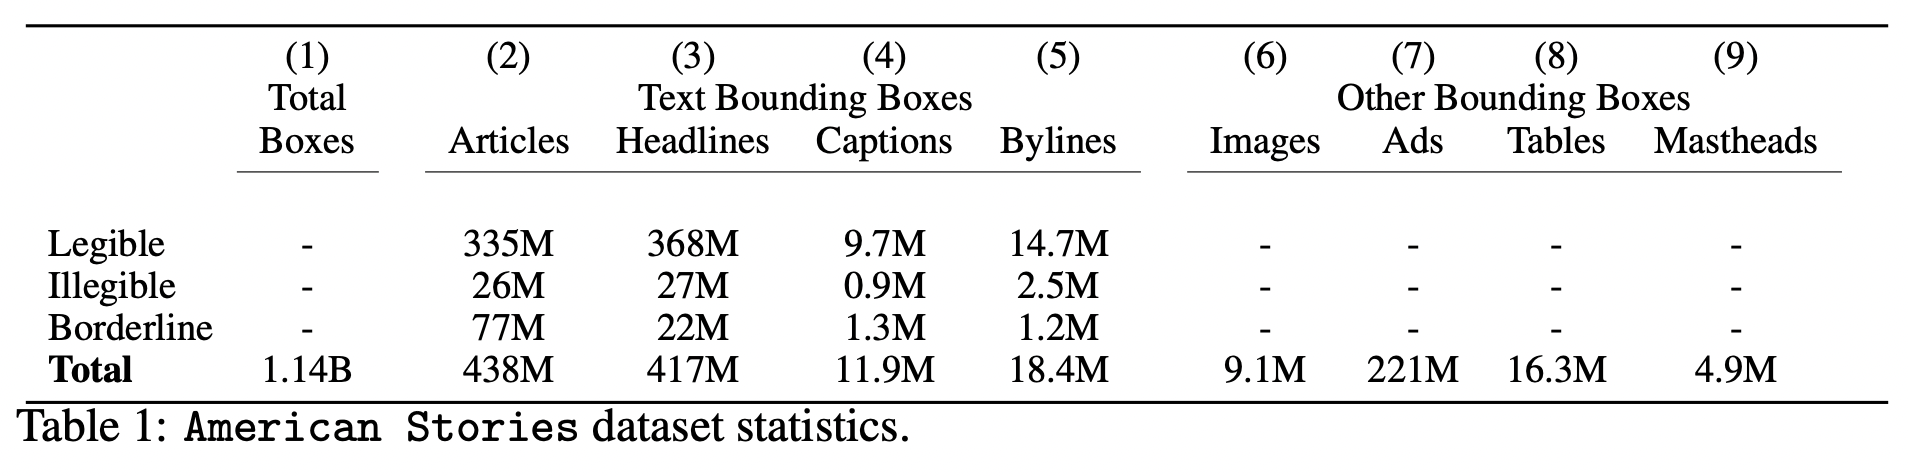 (1) (2) (3) (4) (5) (6) (7) (8) (9)
Total Text Bounding Boxes Other Bounding Boxes
Boxes Articles Headlines Captions Bylines Images Ads Tables Mastheads
Legible - 335M 368M 9.7M 14.7M - - - -
Illegible - 26M 27M 0.9M 2.5M - - - -
Borderline - 77M 22M 1.3M 1.2M - - - -
Total 1.14B 438M 417M 11.9M 18.4M 9.1M 221M 16.3M 4.9M
Table 1: American Stories dataset statistics.